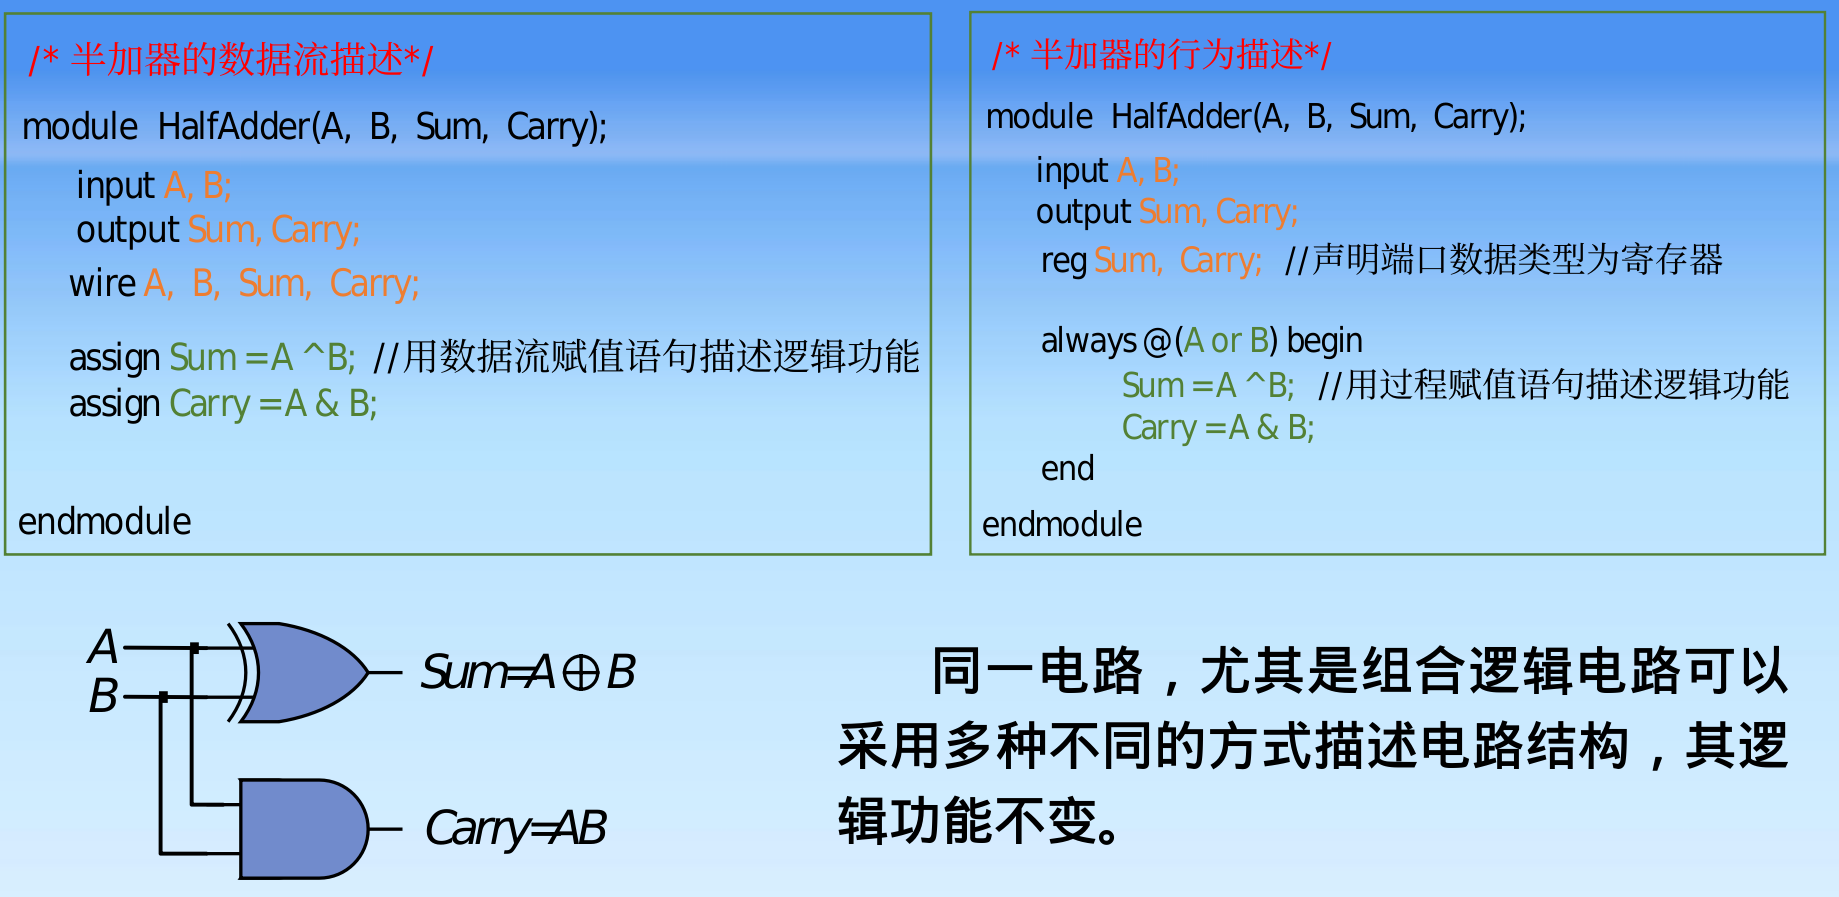 /* 半加器的数据流描述*/
module HalfAdder(A, B, Sum, Carry);
input A, B;
output Sum, Carry;
wire A, B, Sum, Carry;
assign Sum = A ^ B; //用数据流赋值语句描述逻辑功能
assign Carry = A & B;
endmodule
/* 半加器的行为描述*/
module HalfAdder(A, B, Sum, Carry);
input A, B;
output Sum, Carry;
reg Sum, Carry; //声明端口数据类型为寄存器
always @(A or B) begin
Sum = A ^ B; //用过程赋值语句描述逻辑功能
Carry = A & B;
end
endmodule
A
B
Sum=A⊕B
Carry=AB
同一电路，尤其是组合逻辑电路可以
采用多种不同的方式描述电路结构，其逻
辑功能不变。